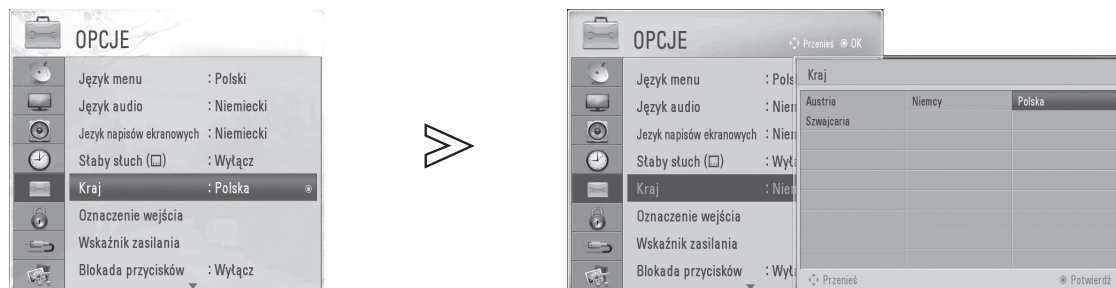 OPCJE
Język menu : Polski
Język audio : Niemiecki
Jezyk napisów ekranowych : Niemiecki
Słaby słuch ( ) : Wyłącz
Kraj : Polska
Oznaczenie wejścia
Wskaźnik zasilania
Blokada przycisków : Wyłącz
OPCJE
Przenieś OK
Język menu : Pols
Język audio : Niem
Jezyk napisów ekranowych : Niem
Słaby słuch ( ) : Wyłą
Kraj : Niem
Oznaczenie wejścia
Wskaźnik zasilania
Blokada przycisków : Wyłą
Kraj
Austria Niemcy Polska
Szwajcaria
Przenieś Potwierdź